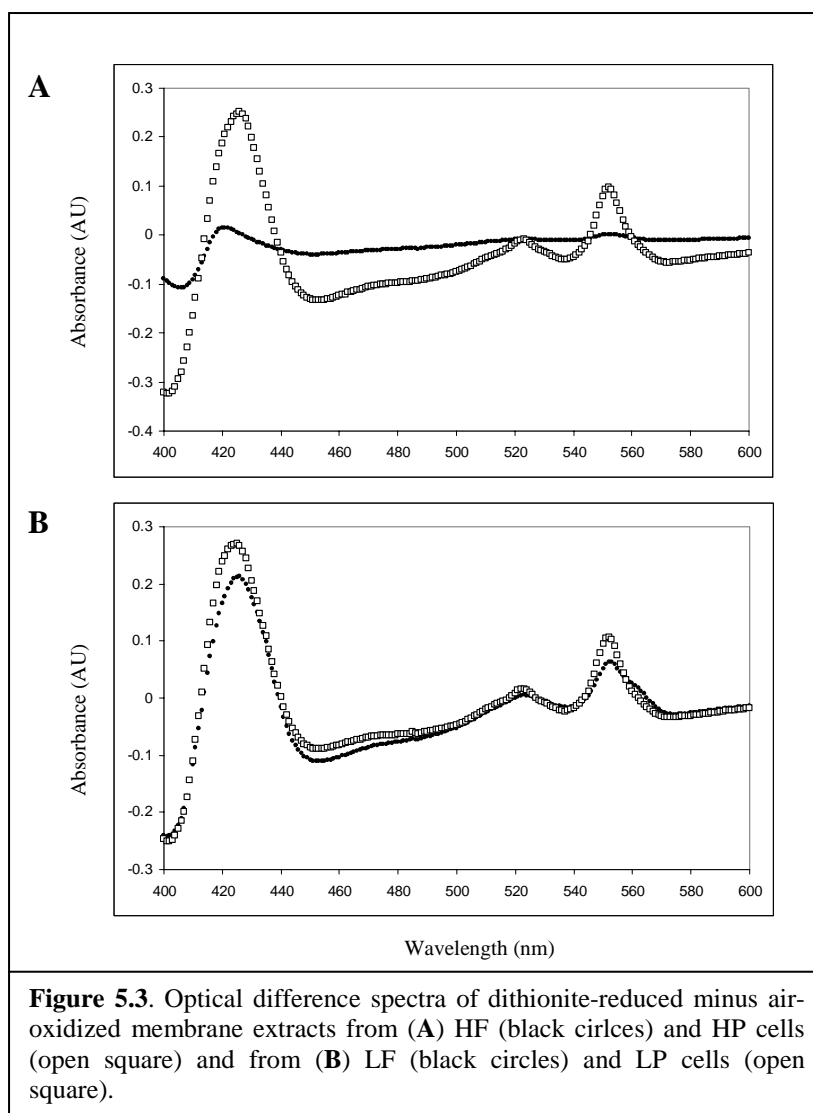 A
0.3
0.2
0.1
0
-0.1
-0.2
-0.3
-0.4
Absorbance (AU)
400 420 440 460 480 500 520 540 560 580 600
B
0.3
0.2
0.1
0
-0.1
-0.2
-0.3
Absorbance (AU)
400 420 440 460 480 500 520 540 560 580 600
Wavelength (nm)
Figure 5.3. Optical difference spectra of dithionite-reduced minus air-
oxidized membrane extracts from (A) HF (black cirlces) and HP cells
(open square) and from (B) LF (black circles) and LP cells (open
square).